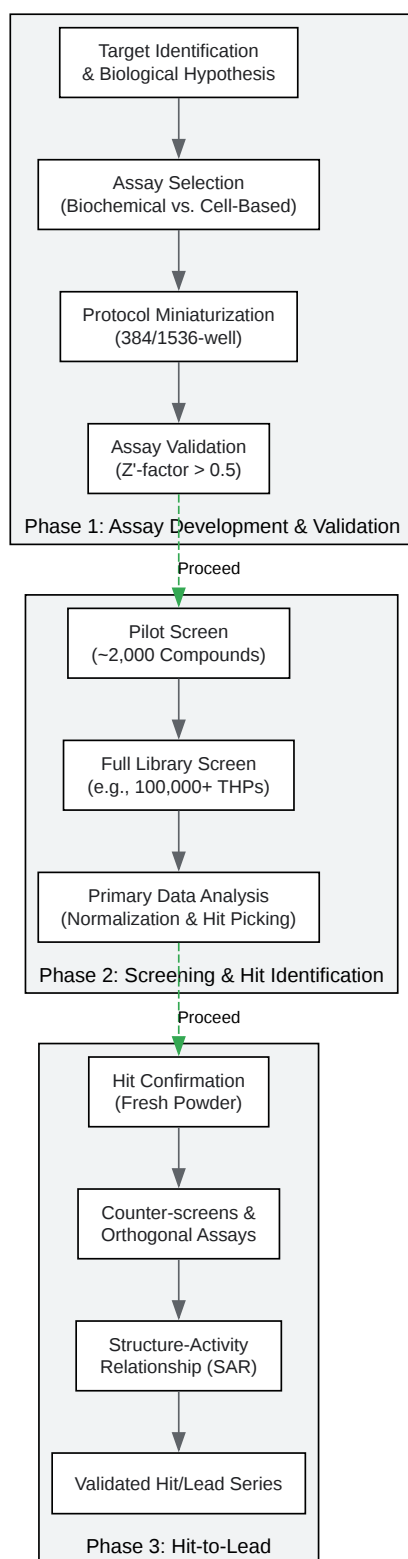 Target Identification
& Biological Hypothesis
Assay Selection
(Biochemical vs. Cell-Based)
Protocol Miniaturization
(384/1536-well)
Assay Validation
(Z'-factor > 0.5)
Phase 1: Assay Development & Validation
Proceed
Pilot Screen
(~2,000 Compounds)
Full Library Screen
(e.g., 100,000+ THPs)
Primary Data Analysis
(Normalization & Hit Picking)
Phase 2: Screening & Hit Identification
Proceed
Hit Confirmation
(Fresh Powder)
Counter-screens &
Orthogonal Assays
Structure-Activity
Relationship (SAR)
Validated Hit/Lead Series
Phase 3: Hit-to-Lead